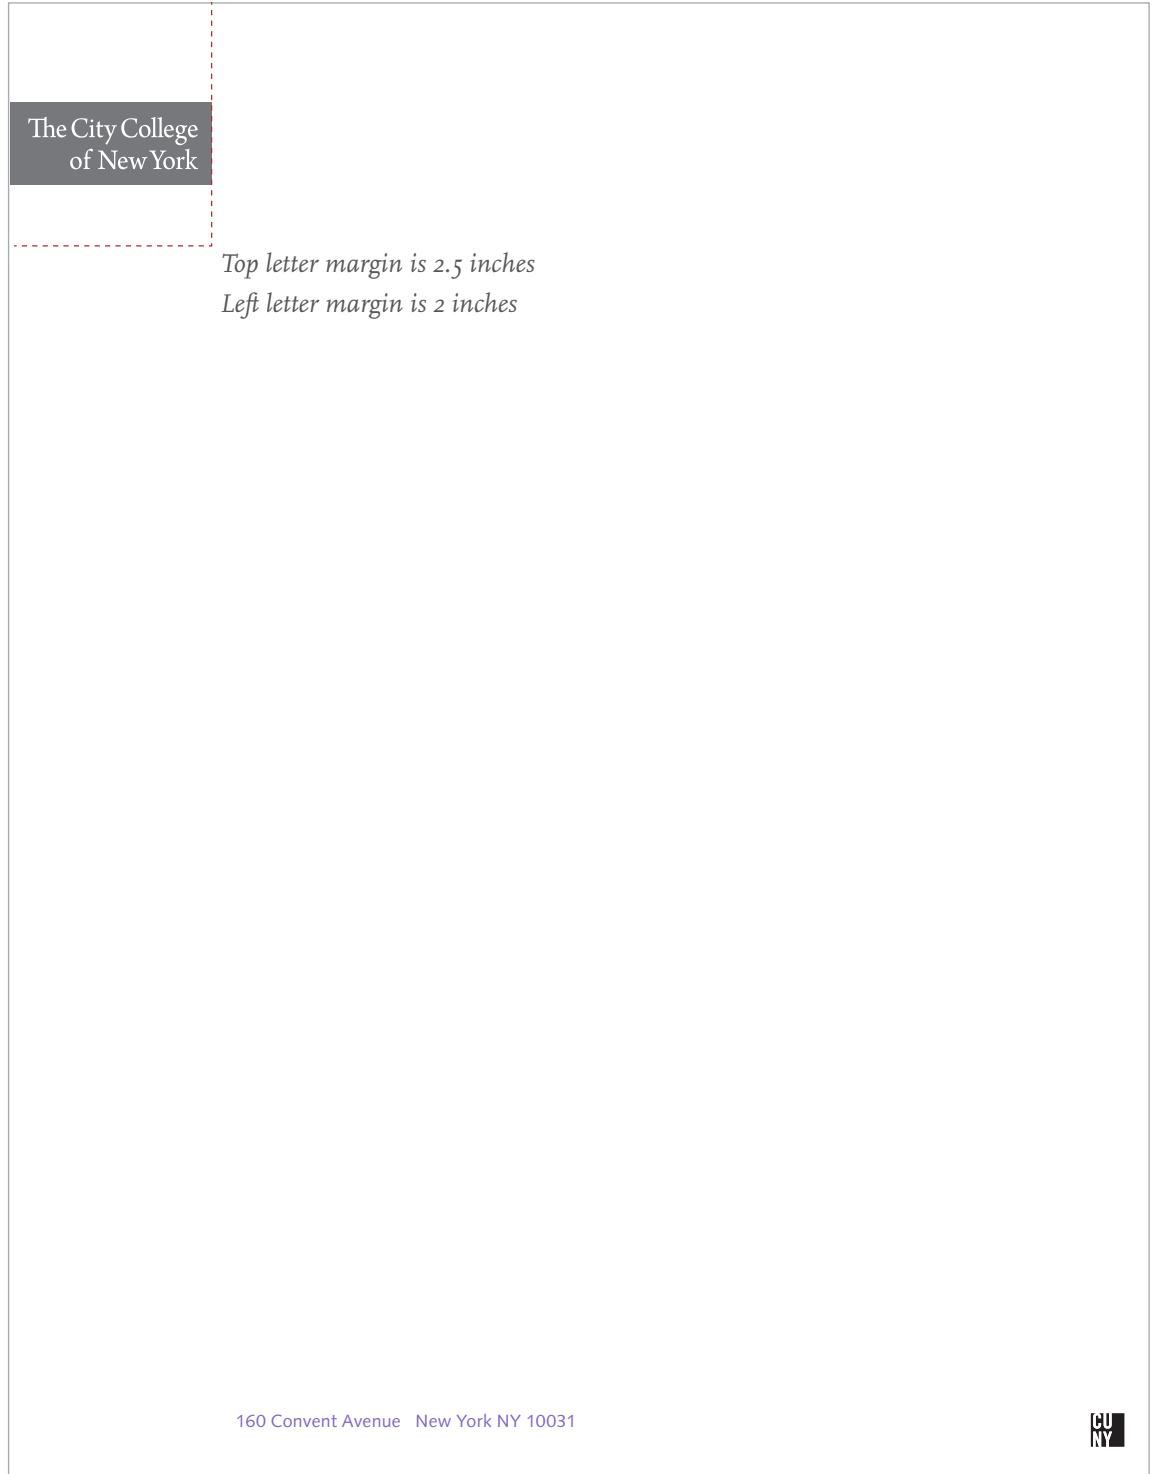 The City College
of New York
Top letter margin is 2.5 inches
Left letter margin is 2 inches
160 Convent Avenue New York NY 10031
CU
NY